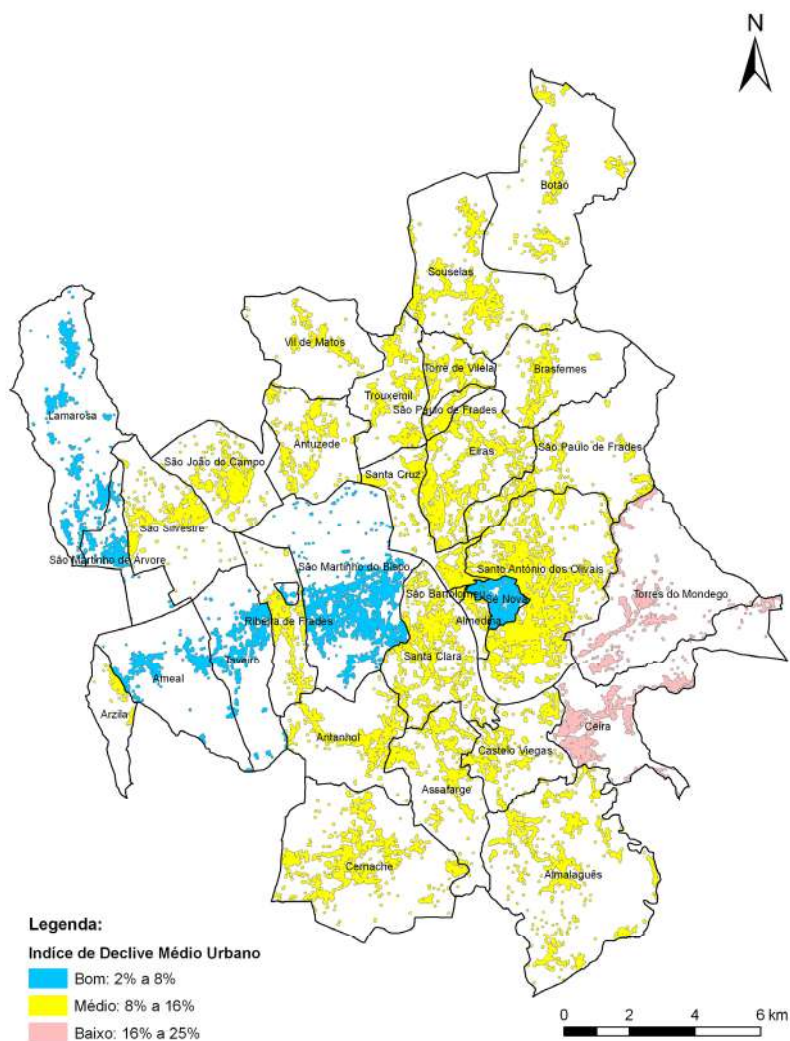 N
Botão
Souselas
Vil de Matos
Torre de Vilela
Brasfemes
Lamarosa
Trouxemil
São Paulo de Frades
Antuzede
Eiras
São Paulo de Frades
São João do Campo
Santa Cruz
São Silvestre
São Martinho de Árvore
São Martinho do Bispo
Santo António dos Olivais
São Bartolomeu
Sé Nova
Torres do Mondego
Almedina
Ribeira de Frades
Santa Clara
Taveiro
Ameal
Arzila
Ceira
Antanhol
Castelo Viegas
Assafarge
Cernache
Almalaguês
Legenda:
Indíce de Declive Médio Urbano
Bom: 2% a 8%
Médio: 8% a 16%
Baixo: 16% a 25%
0 2 4 6 km